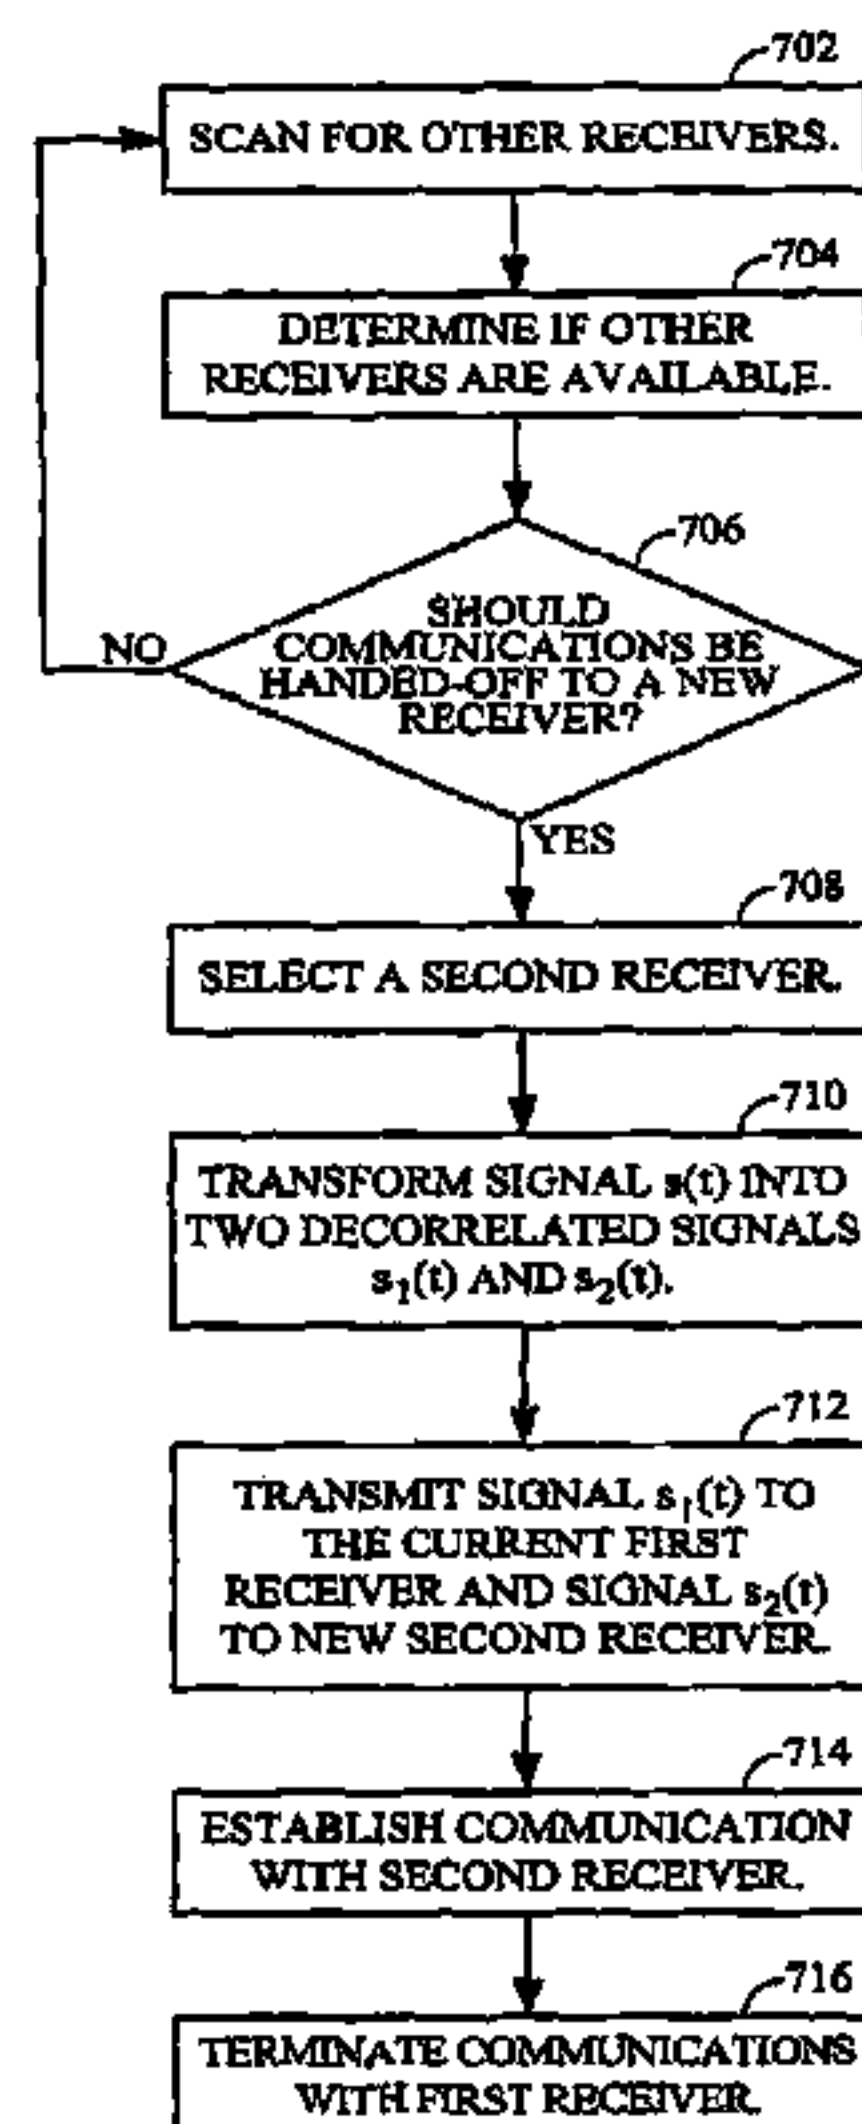 702
SCAN FOR OTHER RECEIVERS.
704
DETERMINE IF OTHER
RECEIVERS ARE AVAILABLE.
706
SHOULD
COMMUNICATIONS BE
HANDED-OFF TO A NEW
RECEIVER?
NO
YES
708
SELECT A SECOND RECEIVER.
710
TRANSFORM SIGNAL s(t) INTO
TWO DECORRELATED SIGNALS
s₁(t) AND s₂(t).
712
TRANSMIT SIGNAL s₁(t) TO
THE CURRENT FIRST
RECEIVER AND SIGNAL s₂(t)
TO NEW SECOND RECEIVER.
714
ESTABLISH COMMUNICATION
WITH SECOND RECEIVER.
716
TERMINATE COMMUNICATIONS
WITH FIRST RECEIVER.